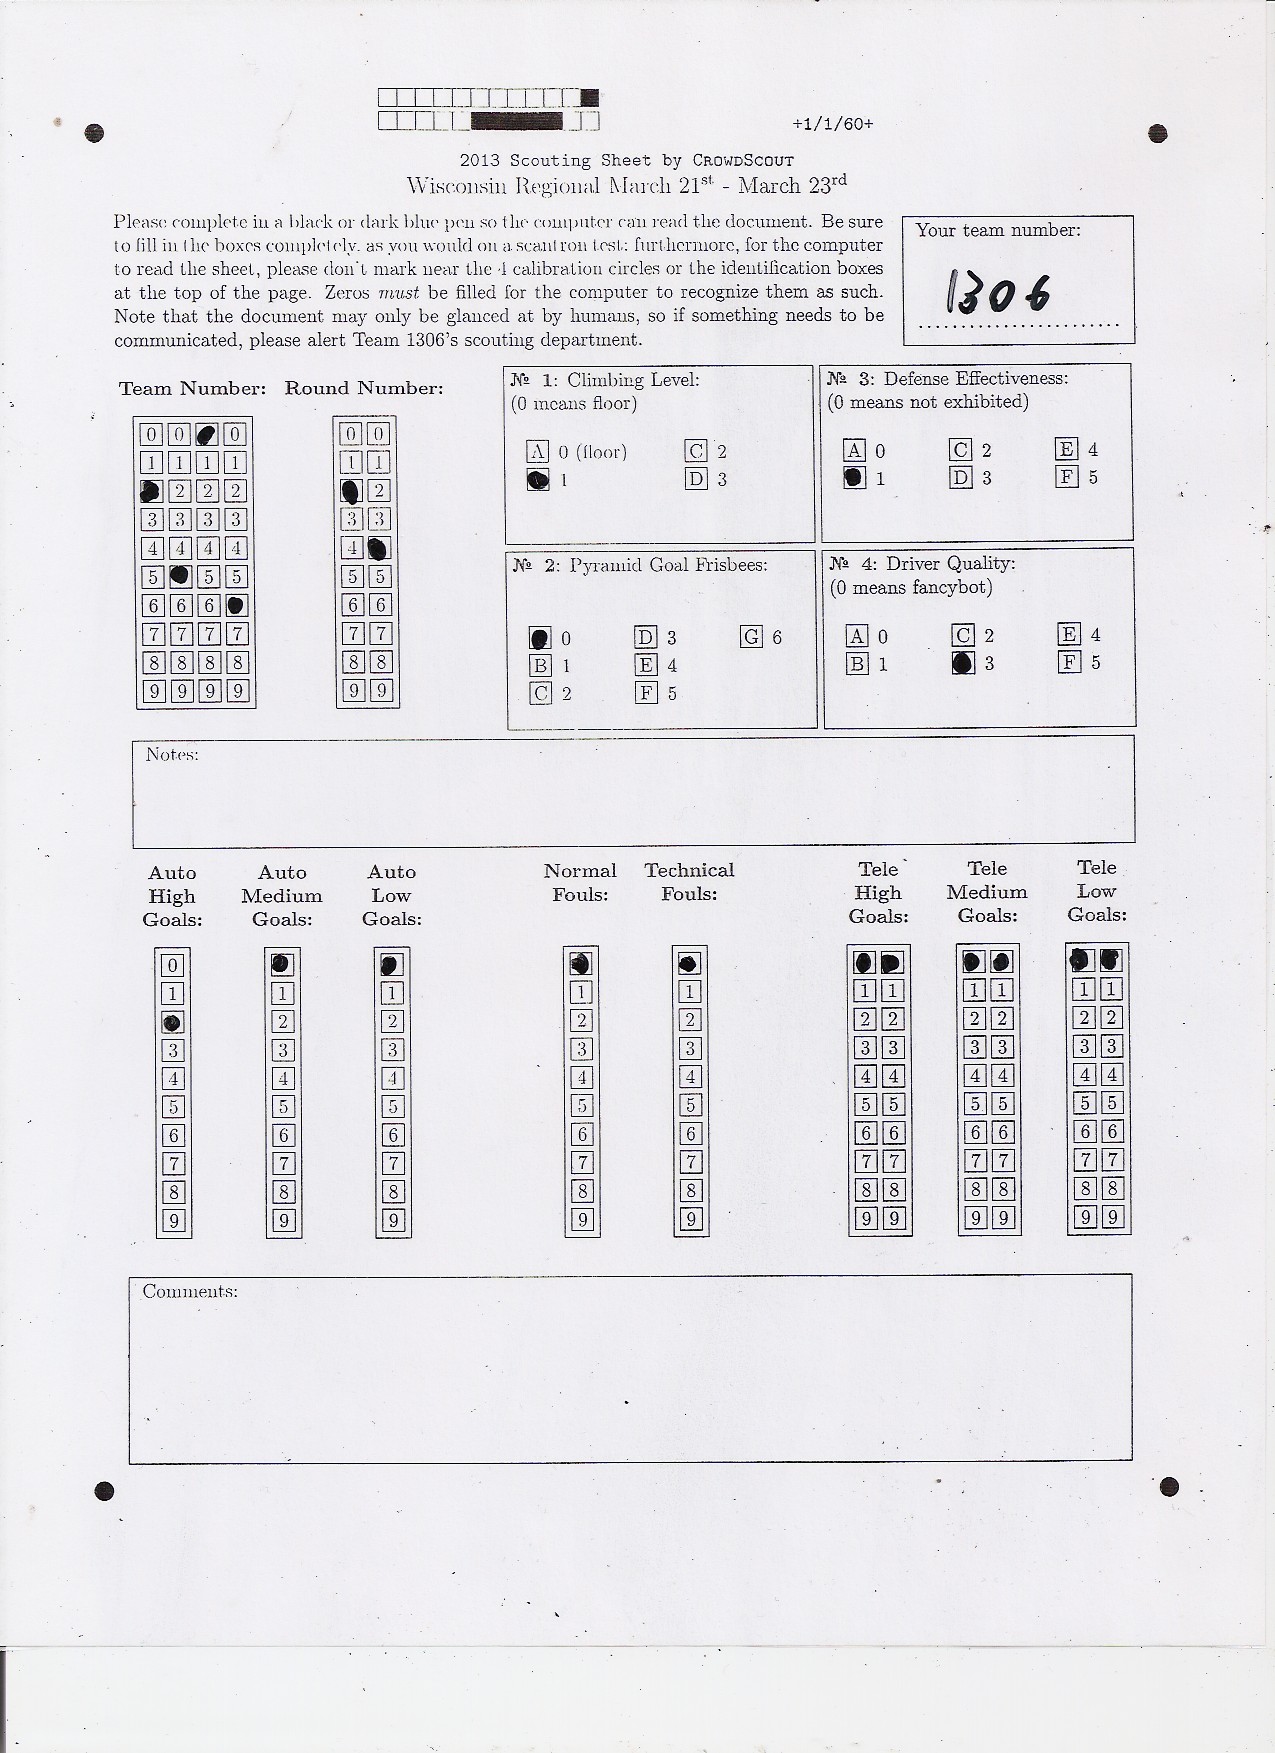 +1/1/60+
2013 Scouting Sheet by CROWDSCOUT
Wisconsin Regional March 21st - March 23rd
Please complete in a black or dark blue pen so the computer can read the document. Be sure
to fill in the boxes completely, as you would on a scantron test; furthermore, for the computer
to read the sheet, please don't mark near the 4 calibration circles or the identification boxes
at the top of the page. Zeros must be filled for the computer to recognize them as such.
Note that the document may only be glanced at by humans, so if something needs to be
communicated, please alert Team 1306's scouting department.
Your team number:
1306
Team Number: Round Number:
0 0 0 0 0
1 1 1 1 1 1
2 2 2 2
3 3 3 3 3 3
4 4 4 4 4
5 5 5 5 5
6 6 6 6 6
7 7 7 7 7 7
8 8 8 8 8 8
9 9 9 9 9 9
№ 1: Climbing Level:
(0 means floor)
A 0 (floor) C 2
1 D 3
№ 3: Defense Effectiveness:
(0 means not exhibited)
A 0 C 2 E 4
1 D 3 F 5
№ 2: Pyramid Goal Frisbees:
0 D 3 G 6
B 1 E 4
C 2 F 5
№ 4: Driver Quality:
(0 means fancybot)
A 0 C 2 E 4
B 1 3 F 5
Notes:
Auto High Goals: Auto Medium Goals: Auto Low Goals: Normal Fouls: Technical Fouls: Tele High Goals: Tele Medium Goals: Tele Low Goals:
0
1 1 1 1 1 1 1 1 1 1 1
2 2 2 2 2 2 2 2 2 2
3 3 3 3 3 3 3 3 3 3 3
4 4 4 4 4 4 4 4 4 4 4
5 5 5 5 5 5 5 5 5 5 5
6 6 6 6 6 6 6 6 6 6 6
7 7 7 7 7 7 7 7 7 7 7
8 8 8 8 8 8 8 8 8 8 8
9 9 9 9 9 9 9 9 9 9 9
Comments: